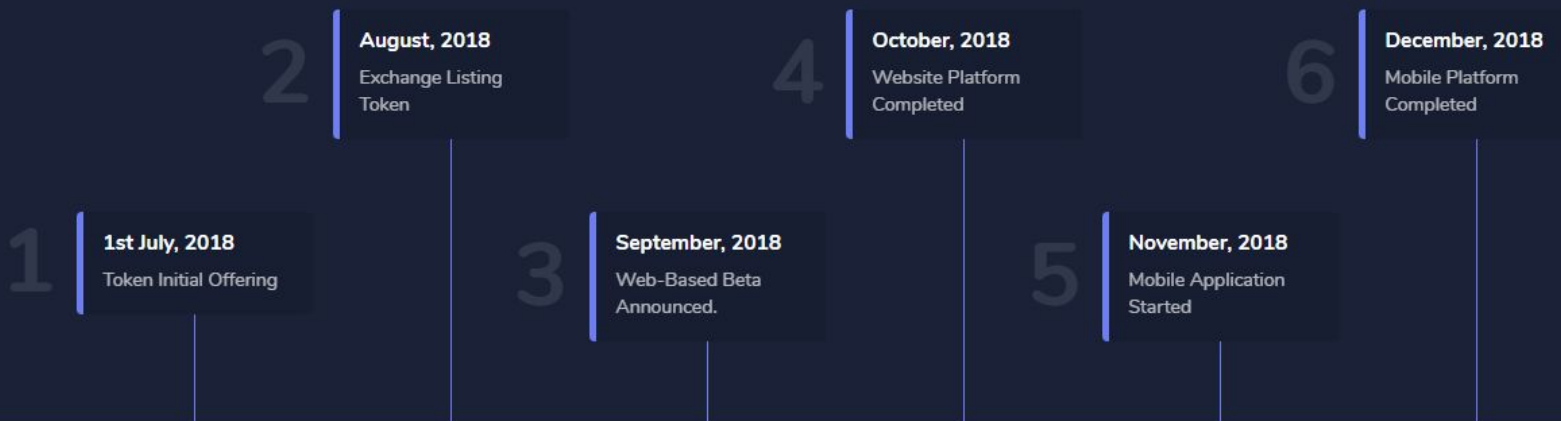 1
1st July, 2018
Token Initial Offering
2
August, 2018
Exchange Listing
Token
3
September, 2018
Web-Based Beta
Announced.
4
October, 2018
Website Platform
Completed
5
November, 2018
Mobile Application
Started
6
December, 2018
Mobile Platform
Completed